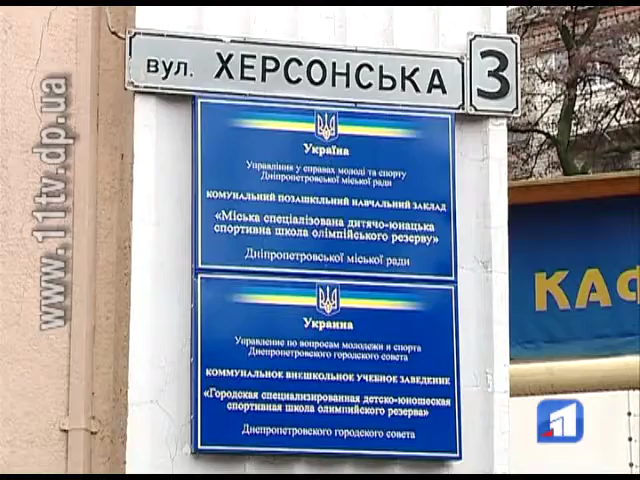 вул. ХЕРСОНСЬКА 3
Україна
Управління у справах молоді та спорту
Дніпропетровської міської ради
КОМУНАЛЬНИЙ ПОЗАШКІЛЬНИЙ НАВЧАЛЬНИЙ ЗАКЛАД
«Міська спеціалізована дитячо-юнацька
спортивна школа олімпійського резерву»
Дніпропетровської міської ради
Украина
Управление по вопросам молодежи и спорта
Днепропетровского городского совета
КОММУНАЛЬНОЕ ВНЕШКОЛЬНОЕ УЧЕБНОЕ ЗАВЕДЕНИЕ
«Городская специализированная детско-юношеская
спортивная школа олимпийского резерва»
Днепропетровского городского совета
КАФ
www.11tv.dp.ua
11